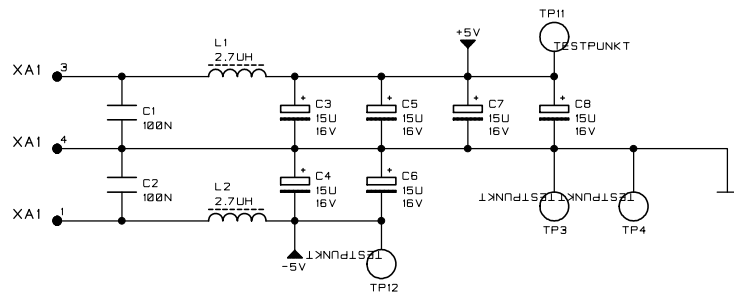 TP11
+5V
TESTPUNKT
L1
2.7UH
XA1 3
C1
100N
C3
15U
16V
C5
15U
16V
C7
15U
16V
C8
15U
16V
XA1 4
C2
100N
C4
15U
16V
C6
15U
16V
L2
2.7UH
XA1 1
TESTPUNKT
TESTPUNKT
TP3
TP4
-5V
TESTPUNKT
TP12